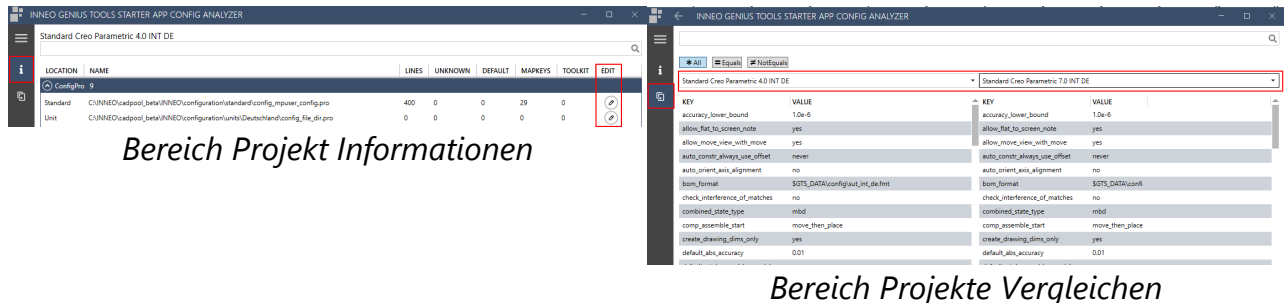 INNEO GENIUS TOOLS STARTER APP CONFIG ANALYZER
Standard Creo Parametric 4.0 INT DE
LOCATION NAME LINES UNKNOWN DEFAULT MAPKEYS TOOLKIT EDIT
ConfigPro 9
Standard C:\INNEO\cadpool_beta\INNEO\configuration\standard\config_mpuser_config.pro 400 0 0 29 0
Unit C:\INNEO\cadpool_beta\INNEO\configuration\units\Deutschland\config_file_dir.pro 0 0 0 0 0
Bereich Projekt Informationen
INNEO GENIUS TOOLS STARTER APP CONFIG ANALYZER
All Equals NotEquals
Standard Creo Parametric 4.0 INT DE Standard Creo Parametric 7.0 INT DE
KEY VALUE KEY VALUE
accuracy_lower_bound 1.0e-6 accuracy_lower_bound 1.0e-6
allow_flat_to_screen_note yes allow_flat_to_screen_note yes
allow_move_view_with_move yes allow_move_view_with_move yes
auto_constr_always_use_offset never auto_constr_always_use_offset never
auto_orient_axis_alignment no auto_orient_axis_alignment no
bom_format $GTS_DATA\config\sut_int_de.fmt bom_format $GTS_DATA\confi
check_interference_of_matches no check_interference_of_matches no
combined_state_type mbd combined_state_type mbd
comp_assemble_start move_then_place comp_assemble_start move_then_place
create_drawing_dims_only yes create_drawing_dims_only yes
default_abs_accuracy 0.01 default_abs_accuracy 0.01
Bereich Projekte Vergleichen